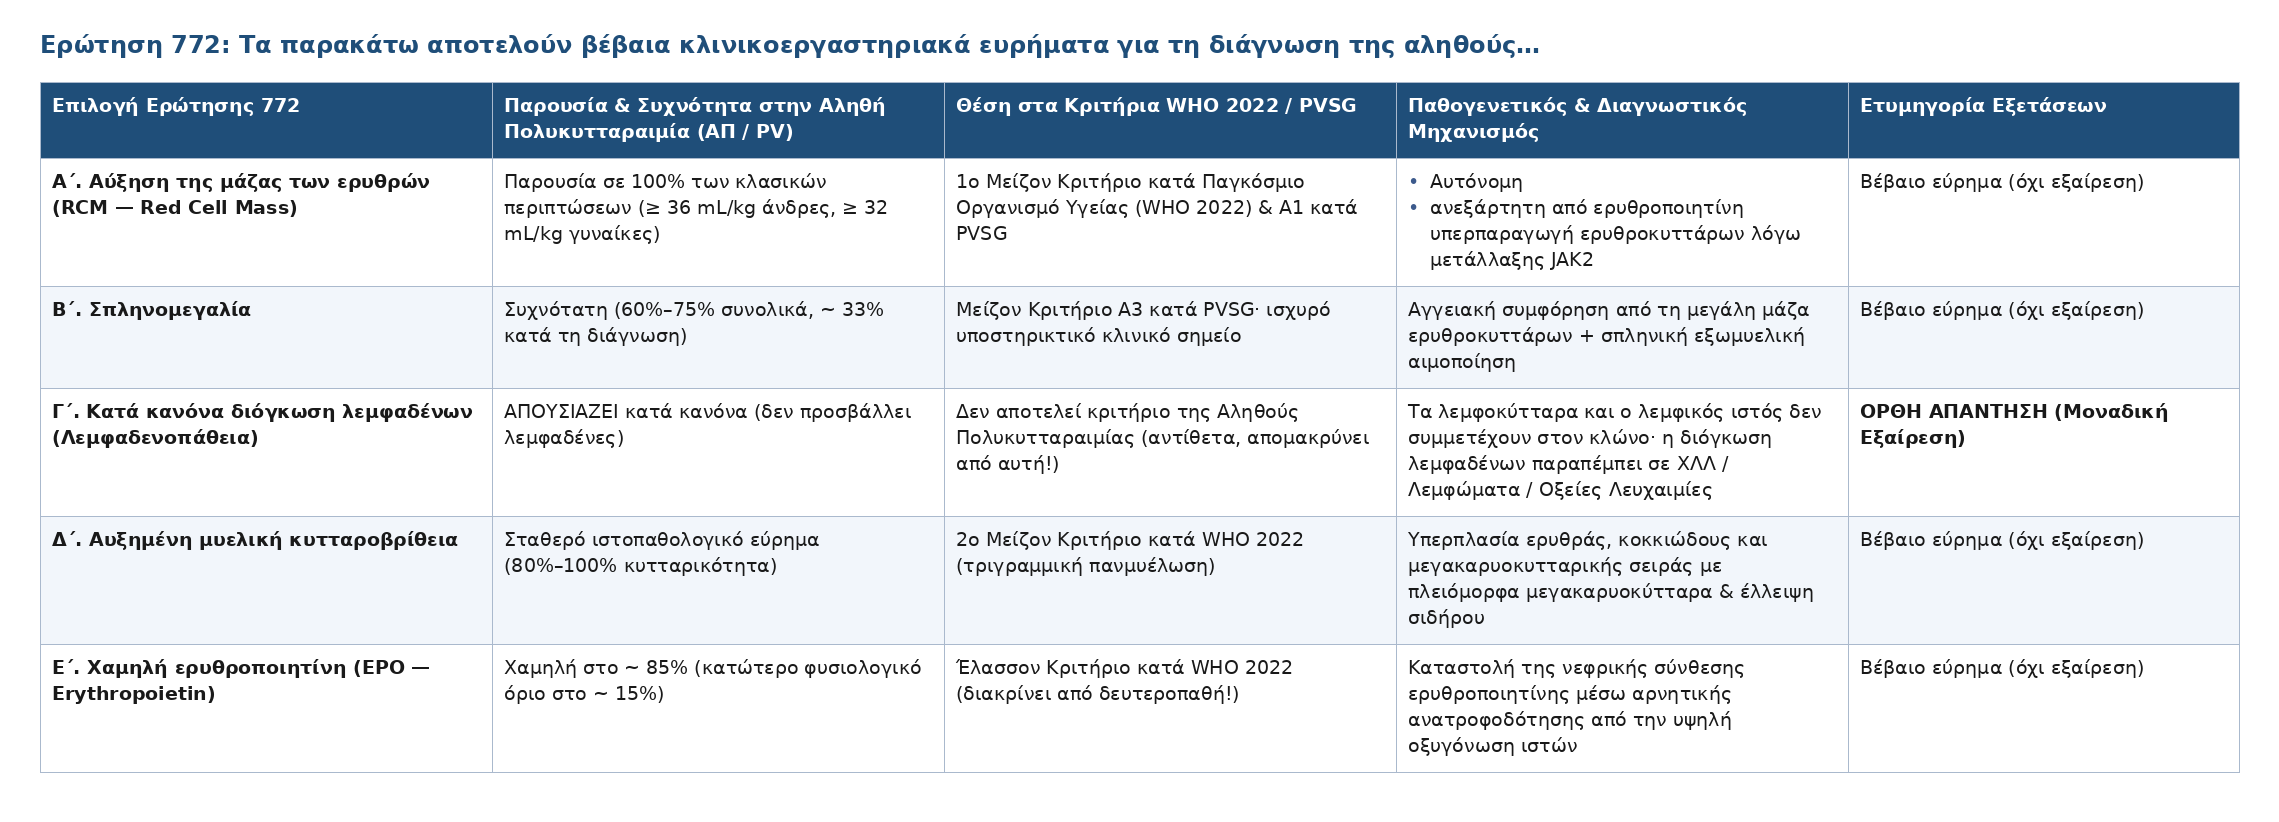 Ερώτηση 772: Τα παρακάτω αποτελούν βέβαια κλινικοεργαστηριακά ευρήματα για τη διάγνωση της αληθούς…
Επιλογή Ερώτησης 772
Παρουσία & Συχνότητα στην Αληθή
Πολυκυτταραιμία (ΑΠ / PV)
Θέση στα Κριτήρια WHO 2022 / PVSG
Παθογενετικός & Διαγνωστικός
Μηχανισμός
Ετυμηγορία Εξετάσεων
Α΄. Αύξηση της μάζας των ερυθρών
(RCM — Red Cell Mass)
Παρουσία σε 100% των κλασικών
περιπτώσεων (≥ 36 mL/kg άνδρες, ≥ 32
mL/kg γυναίκες)
1ο Μείζον Κριτήριο κατά Παγκόσμιο
Οργανισμό Υγείας (WHO 2022) & A1 κατά
PVSG
• Αυτόνομη
• ανεξάρτητη από ερυθροποιητίνη
υπερπαραγωγή ερυθροκυττάρων λόγω
μετάλλαξης JAK2
Βέβαιο εύρημα (όχι εξαίρεση)
Β΄. Σπληνομεγαλία
Συχνότατη (60%–75% συνολικά, ~ 33%
κατά τη διάγνωση)
Μείζον Κριτήριο A3 κατά PVSG· ισχυρό
υποστηρικτικό κλινικό σημείο
Αγγειακή συμφόρηση από τη μεγάλη μάζα
ερυθροκυττάρων + σπληνική εξωμυελική
αιμοποίηση
Βέβαιο εύρημα (όχι εξαίρεση)
Γ΄. Κατά κανόνα διόγκωση λεμφαδένων
(Λεμφαδενοπάθεια)
ΑΠΟΥΣΙΑΖΕΙ κατά κανόνα (δεν προσβάλλει
λεμφαδένες)
Δεν αποτελεί κριτήριο της Αληθούς
Πολυκυτταραιμίας (αντίθετα, απομακρύνει
από αυτή!)
Τα λεμφοκύτταρα και ο λεμφικός ιστός δεν
συμμετέχουν στον κλώνο· η διόγκωση
λεμφαδένων παραπέμπει σε ΧΛΛ /
Λεμφώματα / Οξείες Λευχαιμίες
ΟΡΘΗ ΑΠΑΝΤΗΣΗ (Μοναδική
Εξαίρεση)
Δ΄. Αυξημένη μυελική κυτταροβρίθεια
Σταθερό ιστοπαθολογικό εύρημα
(80%–100% κυτταρικότητα)
2ο Μείζον Κριτήριο κατά WHO 2022
(τριγραμμική πανμυέλωση)
Υπερπλασία ερυθράς, κοκκιώδους και
μεγακαρυοκυτταρικής σειράς με
πλειόμορφα μεγακαρυοκύτταρα & έλλειψη
σιδήρου
Βέβαιο εύρημα (όχι εξαίρεση)
Ε΄. Χαμηλή ερυθροποιητίνη (EPO —
Erythropoietin)
Χαμηλή στο ~ 85% (κατώτερο φυσιολογικό
όριο στο ~ 15%)
Έλασσον Κριτήριο κατά WHO 2022
(διακρίνει από δευτεροπαθή!)
Καταστολή της νεφρικής σύνθεσης
ερυθροποιητίνης μέσω αρνητικής
ανατροφοδότησης από την υψηλή
οξυγόνωση ιστών
Βέβαιο εύρημα (όχι εξαίρεση)